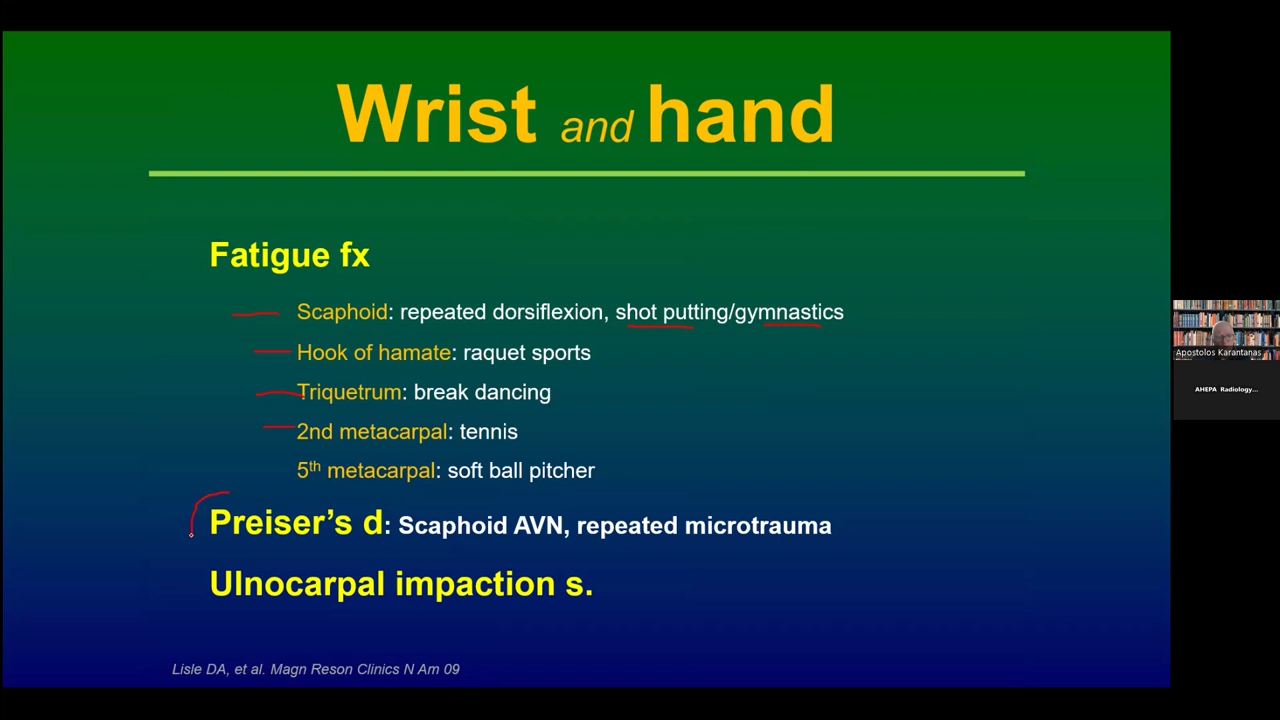 Wrist and hand
Fatigue fx
Scaphoid: repeated dorsiflexion, shot putting/gymnastics
Hook of hamate: raquet sports
Triquetrum: break dancing
2nd metacarpal: tennis
5th metacarpal: soft ball pitcher
Preiser's d: Scaphoid AVN, repeated microtrauma
Ulnocarpal impaction s.
Lisle DA, et al. Magn Reson Clinics N Am 09
Apostolos Karantanas
AHEPA Radiology...